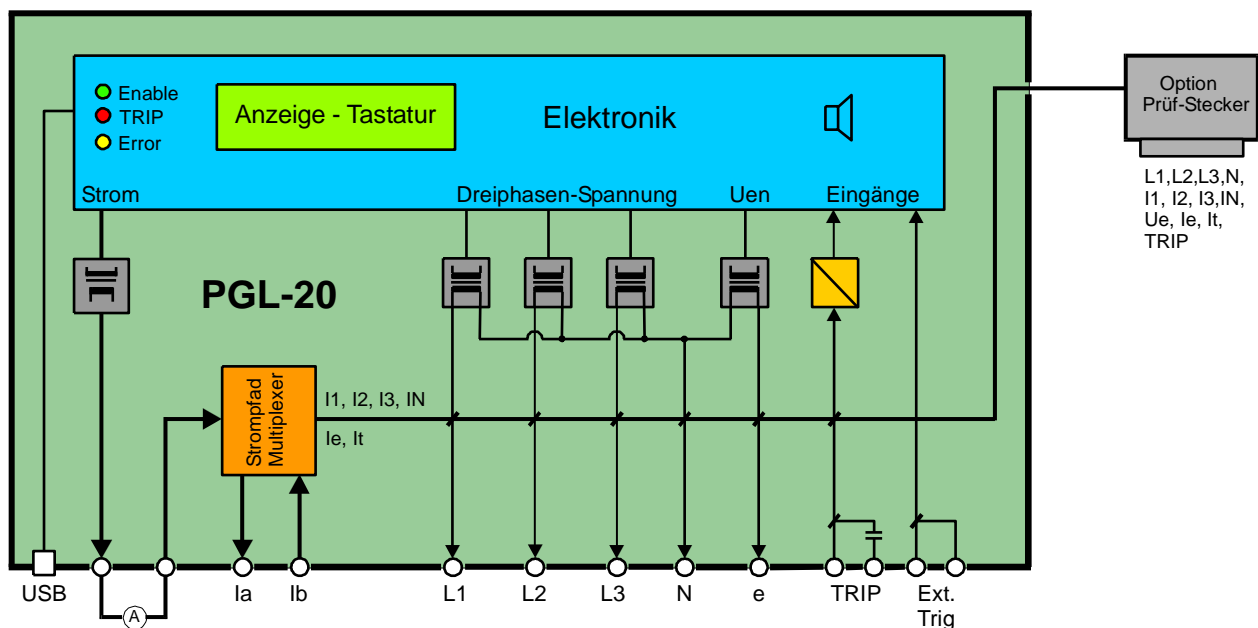 Enable
TRIP
Error
Anzeige - Tastatur
Elektronik
Strom
Dreiphasen-Spannung
Uen
Eingänge
Option
Prüf-Stecker
L1,L2,L3,N,
I1, I2, I3,IN,
Ue, Ie, It,
TRIP
PGL-20
Strompfad
Multiplexer
I1, I2, I3, IN
Ie, It
USB
A
Ia
Ib
L1
L2
L3
N
e
TRIP
Ext.
Trig